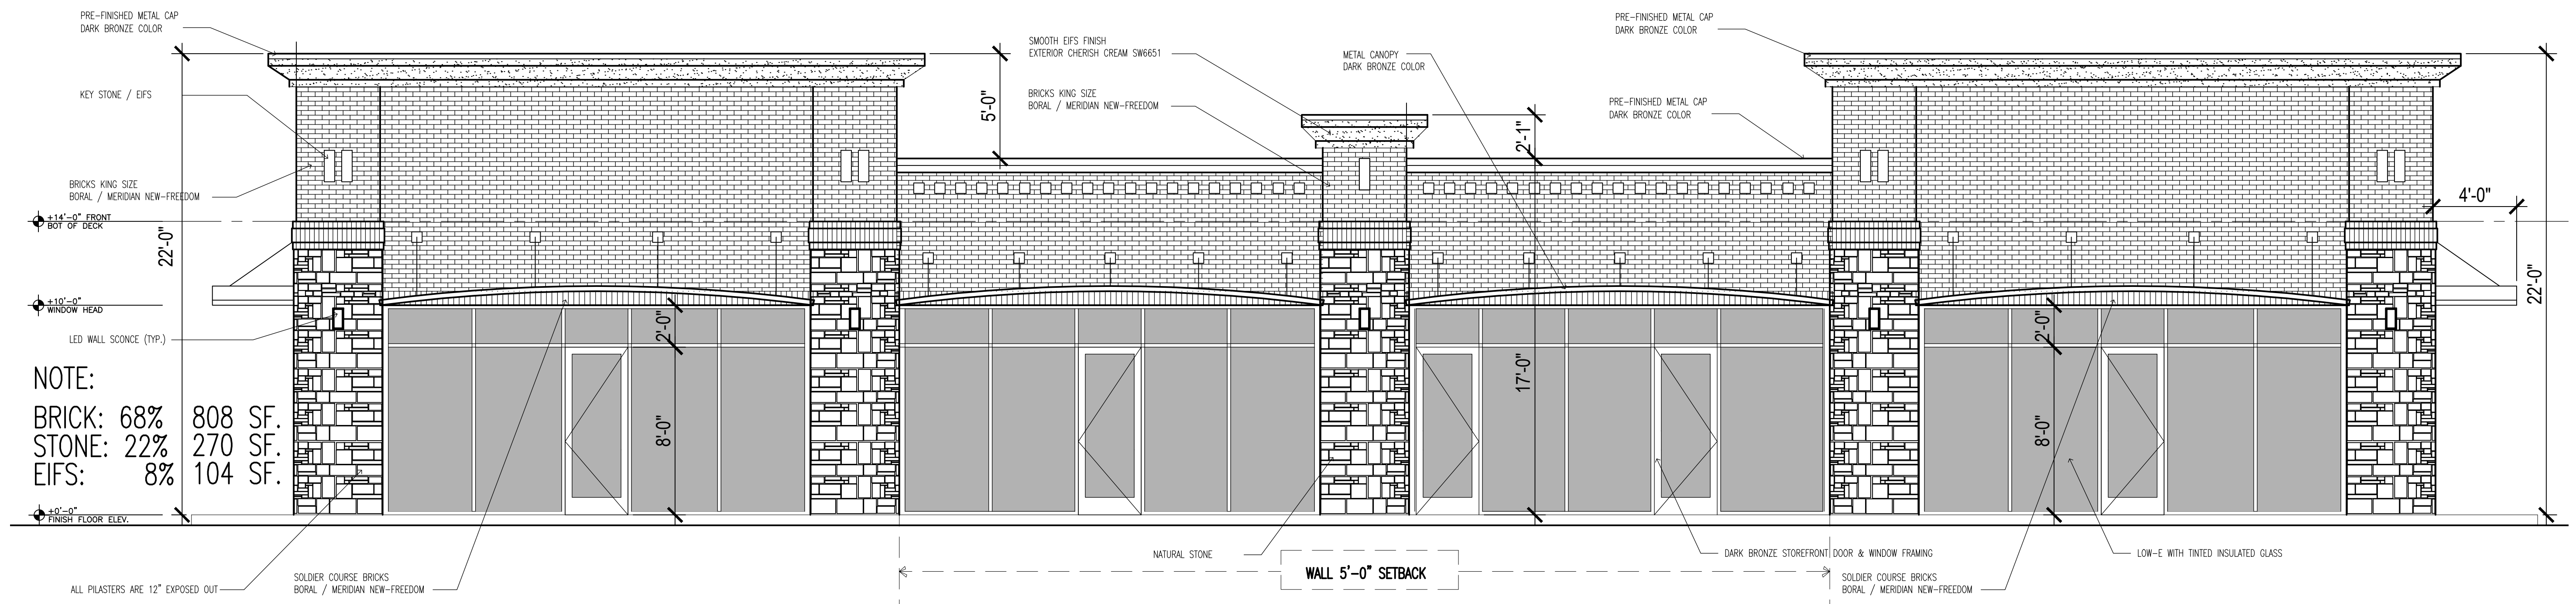 PRE-FINISHED METAL CAP
DARK BRONZE COLOR
KEY STONE / EIFS
BRICKS KING SIZE
BORAL / MERIDIAN NEW-FREEDOM
+14'-0" FRONT
BOT OF DECK
22'-0"
+10'-0"
WINDOW HEAD
LED WALL SCONCE (TYP.)
NOTE:
BRICK: 68% 808 SF.
STONE: 22% 270 SF.
EIFS: 8% 104 SF.
+0'-0"
FINISH FLOOR ELEV.
ALL PILASTERS ARE 12" EXPOSED OUT
SOLDIER COURSE BRICKS
BORAL / MERIDIAN NEW-FREEDOM
2'-0"
8'-0"
5'-0"
SMOOTH EIFS FINISH
EXTERIOR CHERISH CREAM SW6651
BRICKS KING SIZE
BORAL / MERIDIAN NEW-FREEDOM
METAL CANOPY
DARK BRONZE COLOR
2'-1"
17'-0"
PRE-FINISHED METAL CAP
DARK BRONZE COLOR
PRE-FINISHED METAL CAP
DARK BRONZE COLOR
4'-0"
22'-0"
2'-0"
8'-0"
NATURAL STONE
WALL 5'-0" SETBACK
DARK BRONZE STOREFRONT DOOR & WINDOW FRAMING
SOLDIER COURSE BRICKS
BORAL / MERIDIAN NEW-FREEDOM
LOW-E WITH TINTED INSULATED GLASS